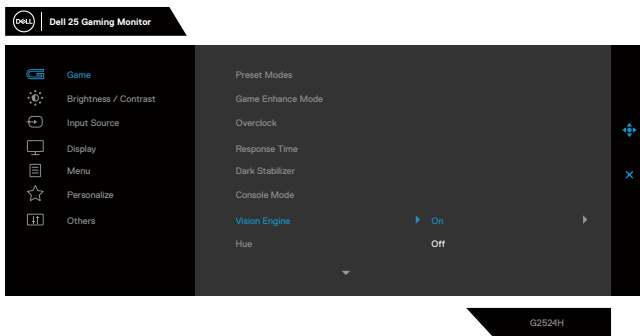 DELL Dell 25 Gaming Monitor
Game
Brightness / Contrast
Input Source
Display
Menu
Personalize
Others
Preset Modes
Game Enhance Mode
Overclock
Response Time
Dark Stabilizer
Console Mode
Vision Engine On
Hue Off
G2524H